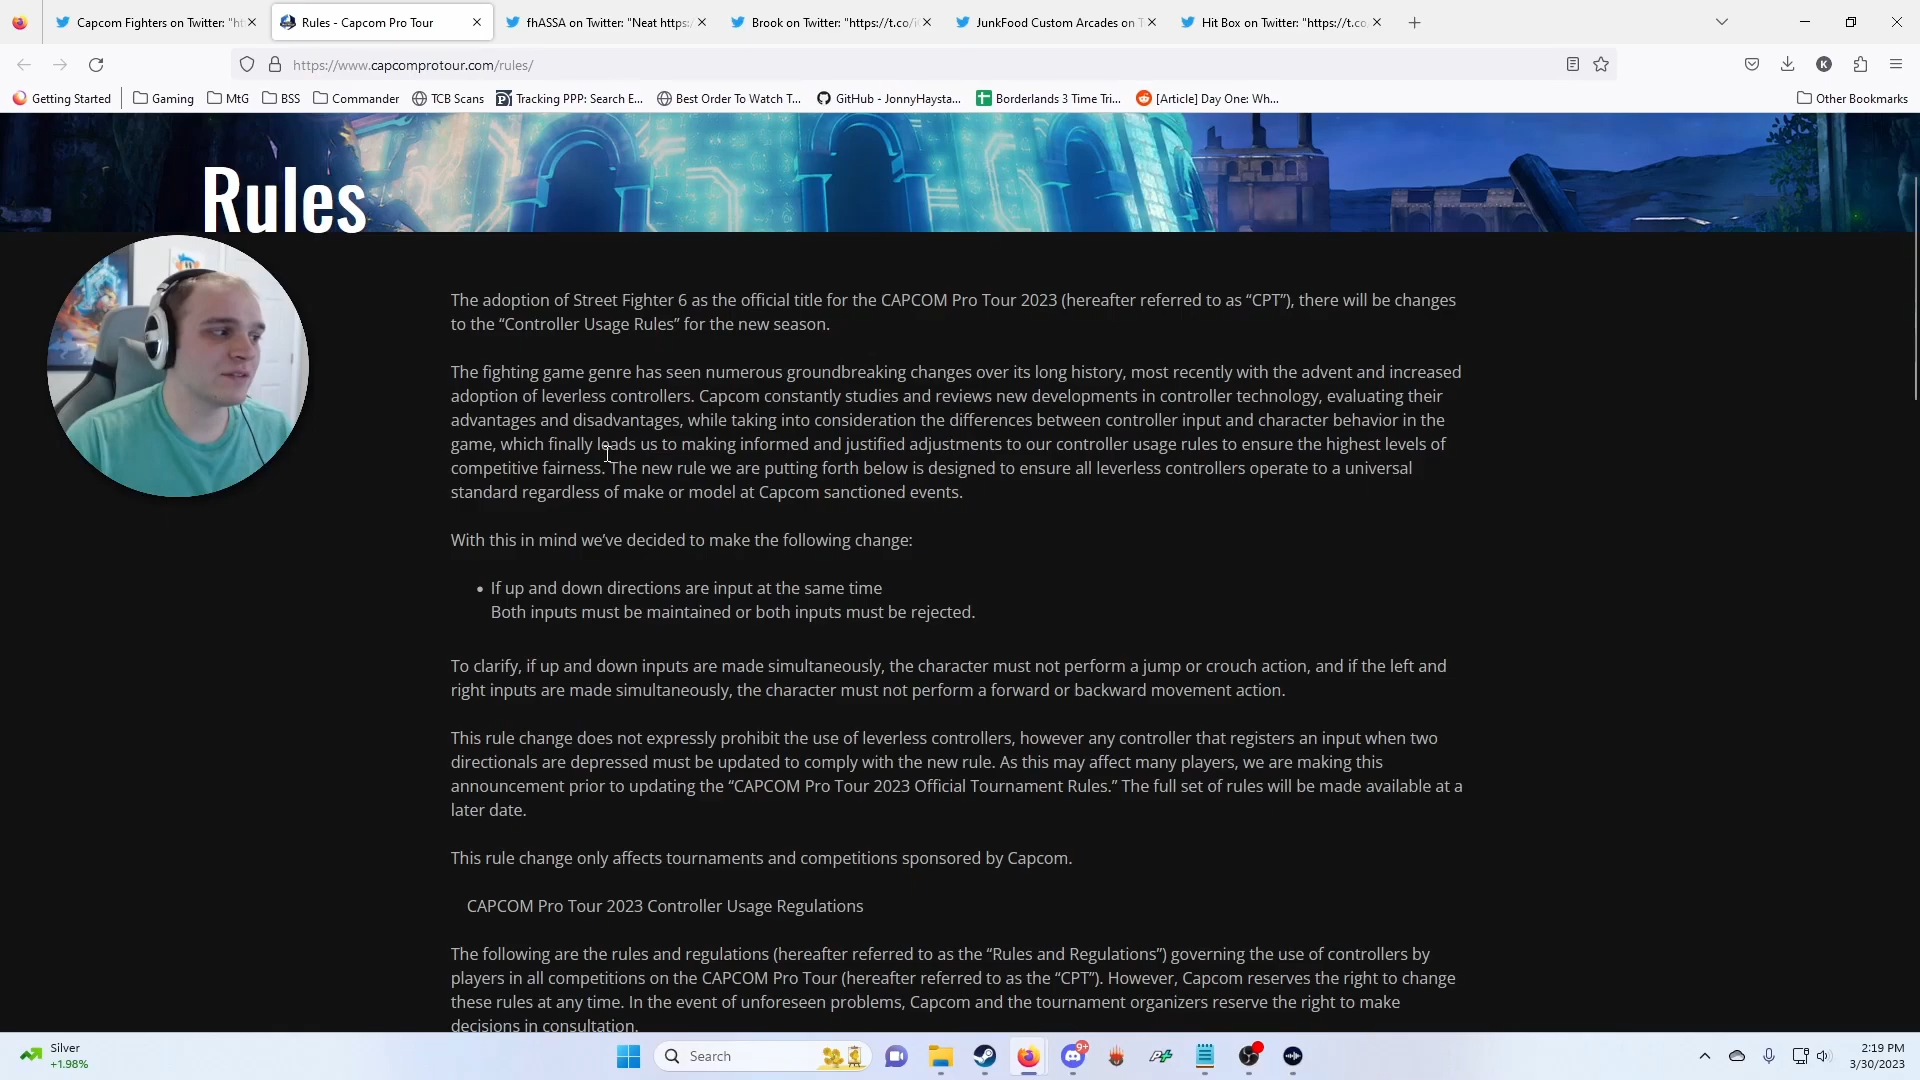 Capcom Fighters on Twitter: "ht
Rules - Capcom Pro Tour
fhASSA on Twitter: "Neat https:/
Brook on Twitter: "https://t.co/i
JunkFood Custom Arcades on T
Hit Box on Twitter: "https://t.co/
https://www.capcomprotour.com/rules/
K
Getting Started
Gaming
MtG
BSS
Commander
TCB Scans
Tracking PPP: Search E...
Best Order To Watch T...
GitHub - JonnyHaysta...
Borderlands 3 Time Tri...
[Article] Day One: Wh...
Other Bookmarks
Rules
The adoption of Street Fighter 6 as the official title for the CAPCOM Pro Tour 2023 (hereafter referred to as “CPT”), there will be changes
to the “Controller Usage Rules” for the new season.
The fighting game genre has seen numerous groundbreaking changes over its long history, most recently with the advent and increased
adoption of leverless controllers. Capcom constantly studies and reviews new developments in controller technology, evaluating their
advantages and disadvantages, while taking into consideration the differences between controller input and character behavior in the
game, which finally leads us to making informed and justified adjustments to our controller usage rules to ensure the highest levels of
competitive fairness. The new rule we are putting forth below is designed to ensure all leverless controllers operate to a universal
standard regardless of make or model at Capcom sanctioned events.
With this in mind we’ve decided to make the following change:
• If up and down directions are input at the same time
Both inputs must be maintained or both inputs must be rejected.
To clarify, if up and down inputs are made simultaneously, the character must not perform a jump or crouch action, and if the left and
right inputs are made simultaneously, the character must not perform a forward or backward movement action.
This rule change does not expressly prohibit the use of leverless controllers, however any controller that registers an input when two
directionals are depressed must be updated to comply with the new rule. As this may affect many players, we are making this
announcement prior to updating the “CAPCOM Pro Tour 2023 Official Tournament Rules.” The full set of rules will be made available at a
later date.
This rule change only affects tournaments and competitions sponsored by Capcom.
CAPCOM Pro Tour 2023 Controller Usage Regulations
The following are the rules and regulations (hereafter referred to as the “Rules and Regulations”) governing the use of controllers by
players in all competitions on the CAPCOM Pro Tour (hereafter referred to as the “CPT”). However, Capcom reserves the right to change
these rules at any time. In the event of unforeseen problems, Capcom and the tournament organizers reserve the right to make
decisions in consultation.
Silver
+1.98%
Search
9+
2:19 PM
3/30/2023